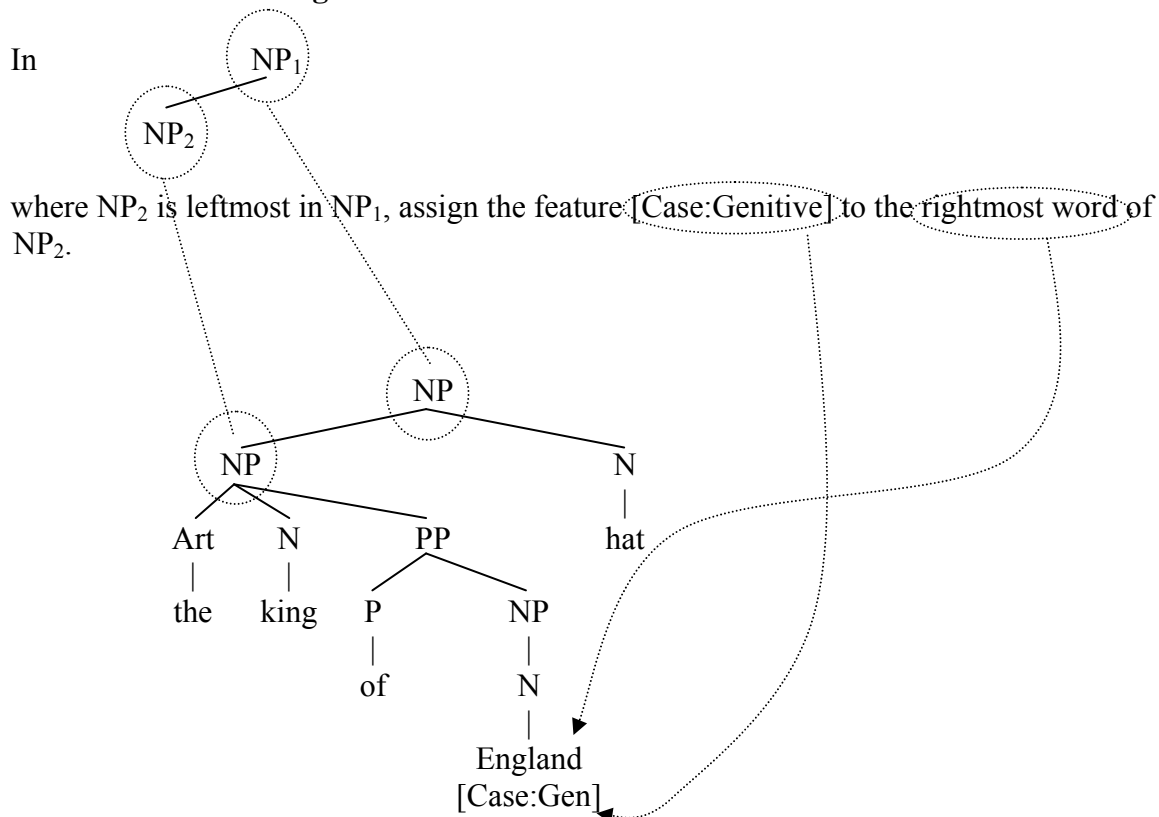 In NP₁
NP₂
where NP₂ is leftmost in NP₁, assign the feature [Case:Genitive] to the rightmost word of
NP₂.
NP
NP N
Art N PP hat
the king P NP
of N
England
[Case:Gen]